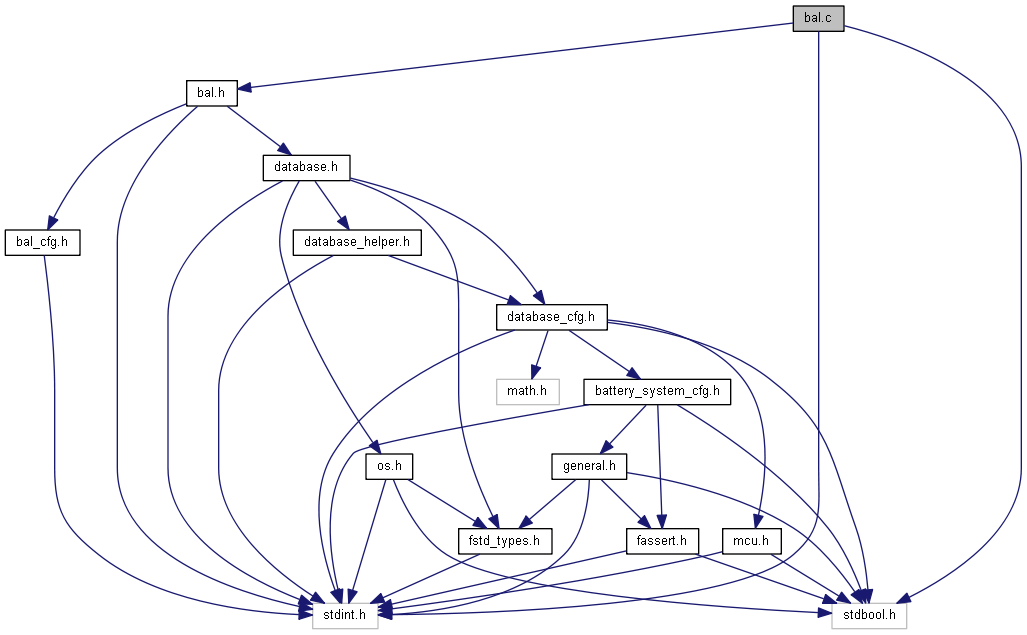 bal.c
bal.h
database.h
bal_cfg.h
database_helper.h
database_cfg.h
math.h
battery_system_cfg.h
os.h
general.h
fstd_types.h
fassert.h
mcu.h
stdint.h
stdbool.h